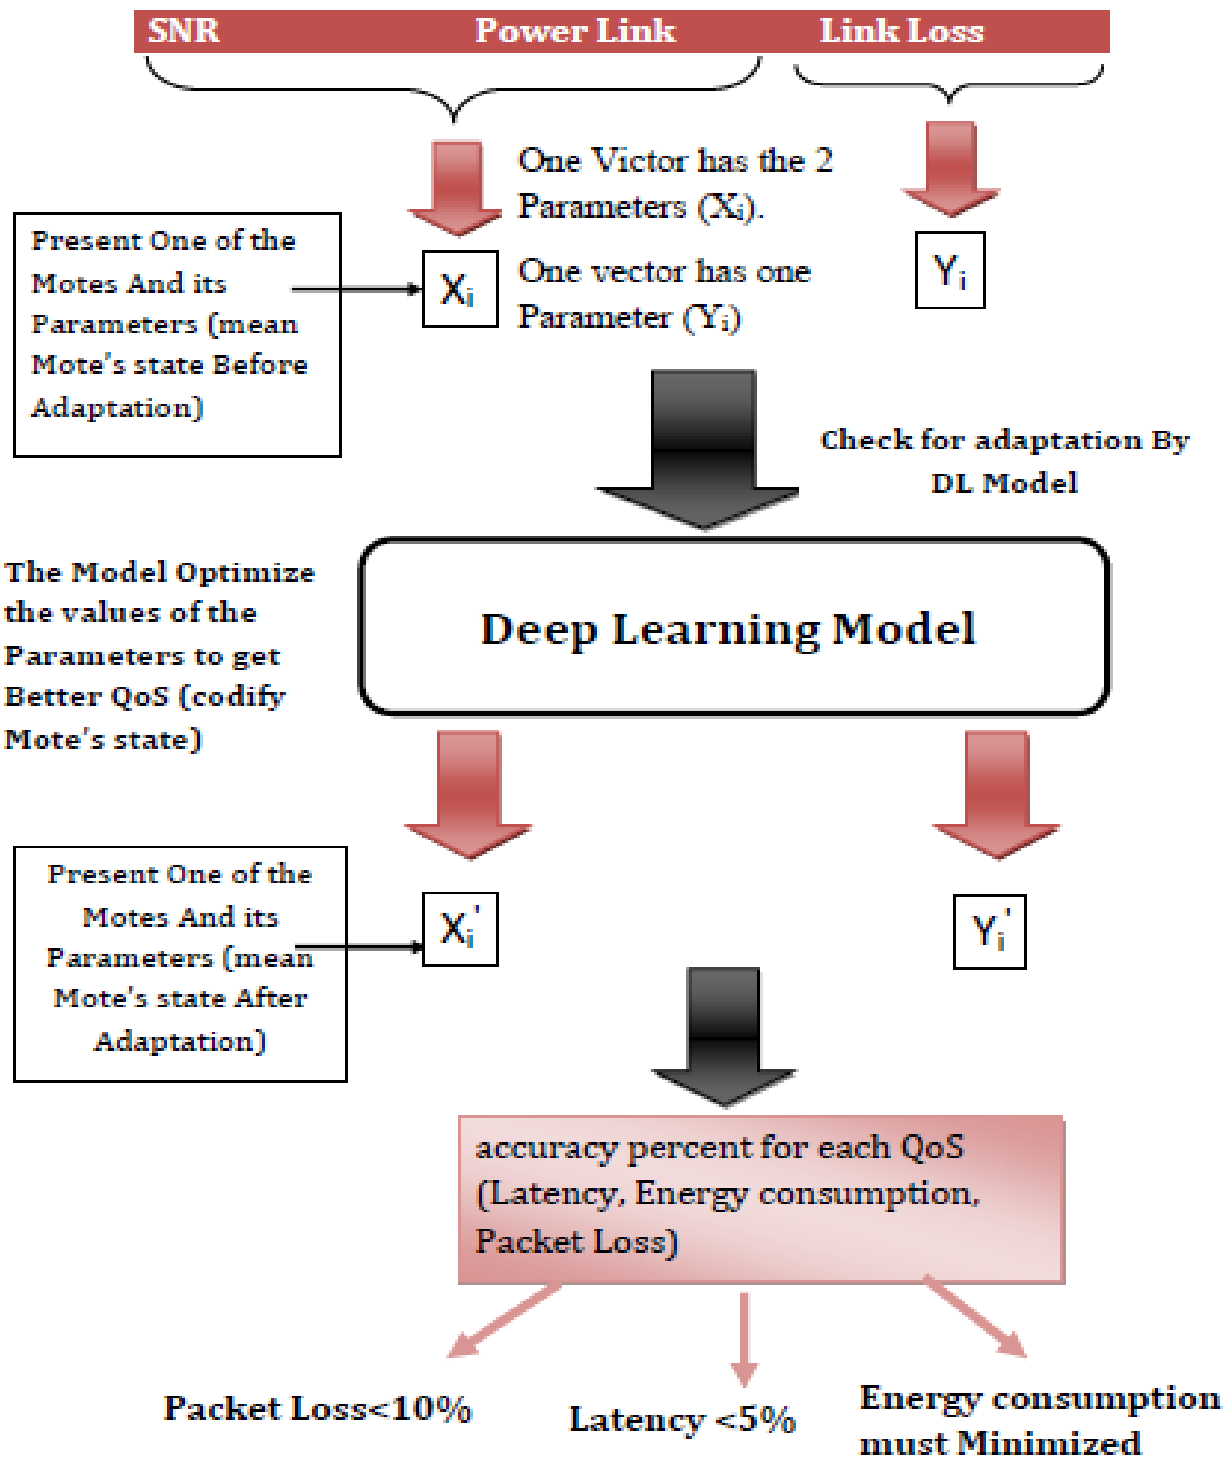 SNR Power Link Link Loss
One Victor has the 2
Parameters (Xi).
Present One of the
Motes And its
Parameters (mean
Mote's state Before
Adaptation)
Xi
One vector has one
Parameter (Yi)
Yi
Check for adaptation By
DL Model
The Model Optimize
the values of the
Parameters to get
Better QoS (codify
Mote's state)
Deep Learning Model
Present One of the
Motes And its
Parameters (mean
Mote's state After
Adaptation)
Xi'
Yi'
accuracy percent for each QoS
(Latency, Energy consumption,
Packet Loss)
Packet Loss<10%
Latency <5%
Energy consumption
must Minimized